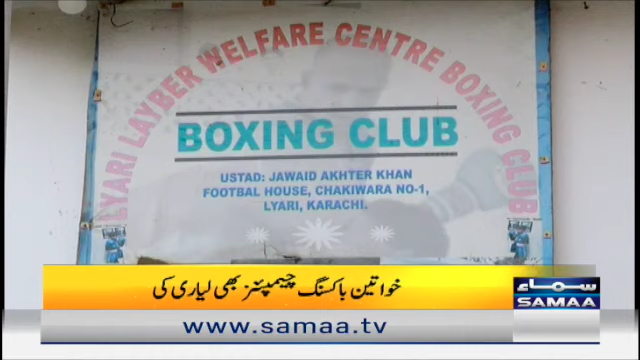 LYARI LAYBER WELFARE CENTRE BOXING CLUB
BOXING CLUB
USTAD: JAWAID AKHTER KHAN
FOOTBAL HOUSE, CHAKIWARA NO-1,
LYARI, KARACHI.
خواتین باکسنگ چیمپئنز بھی لیاری کی
سماء
SAMAA
www.samaa.tv